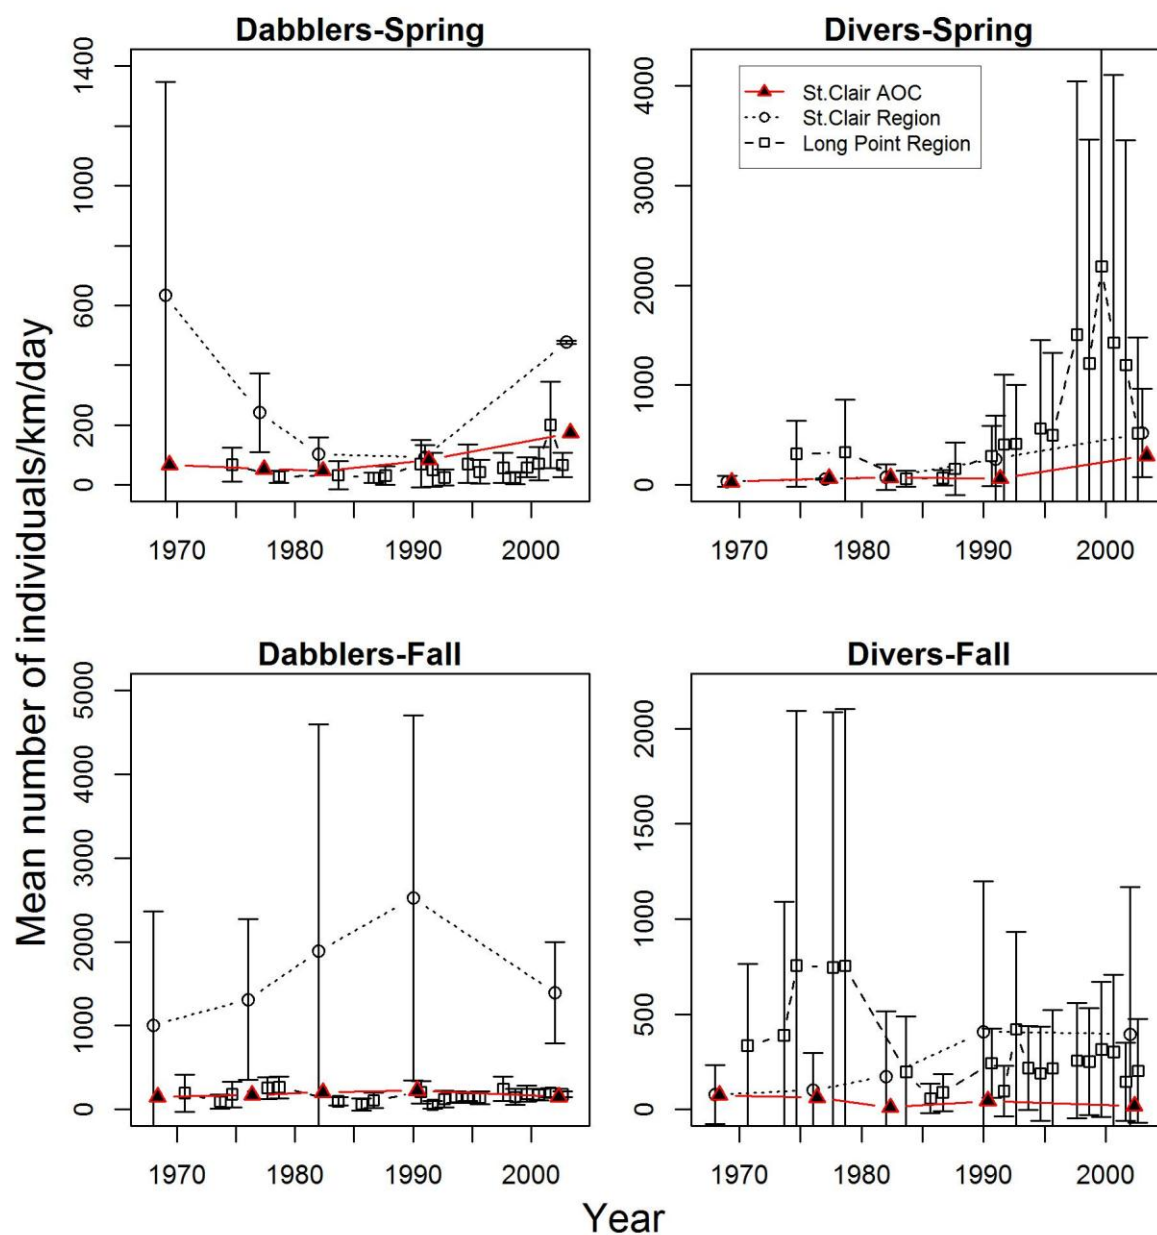 Dabblers-Spring
1400
1000
600
200
0
1970 1980 1990 2000
Divers-Spring
St.Clair AOC
St.Clair Region
Long Point Region
4000
3000
2000
1000
0
1970 1980 1990 2000
Dabblers-Fall
5000
4000
3000
2000
1000
0
1970 1980 1990 2000
Divers-Fall
2000
1500
1000
500
0
1970 1980 1990 2000
Mean number of individuals/km/day
Year